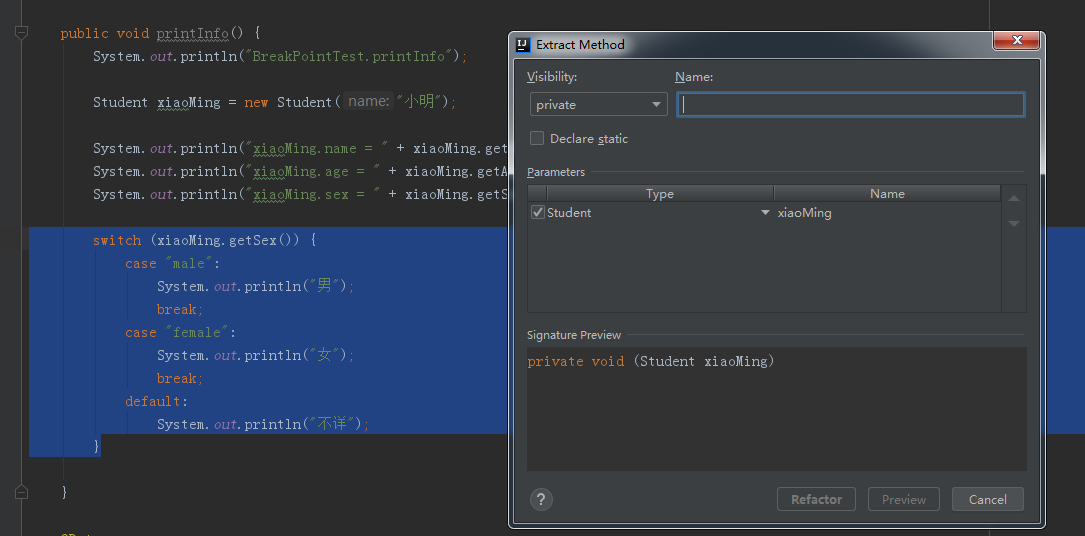 public void printInfo() {
System.out.println("BreakPointTest.printInfo");
Student xiaoMing = new Student( name: "小明");
System.out.println("xiaoMing.name = " + xiaoMing.get
System.out.println("xiaoMing.age = " + xiaoMing.getA
System.out.println("xiaoMing.sex = " + xiaoMing.getS
switch (xiaoMing.getSex()) {
case "male":
System.out.println("男");
break;
case "female":
System.out.println("女");
break;
default:
System.out.println("不详");
}
}
Extract Method
Visibility:
Name:
private
Declare static
Parameters
Type Name
Student xiaoMing
Signature Preview
private void (Student xiaoMing)
?
Refactor
Preview
Cancel